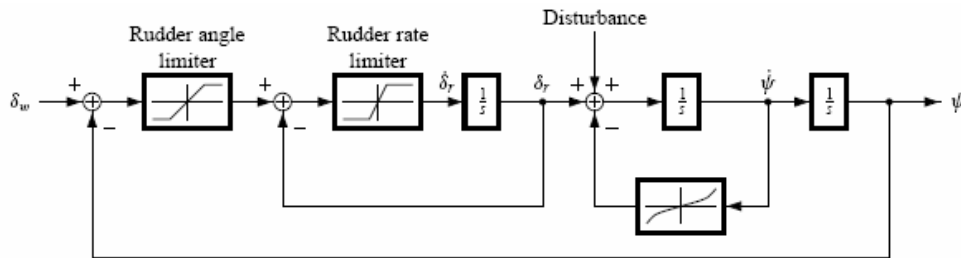 Disturbance
Rudder angle
limiter
Rudder rate
limiter
+ + δ̇r δr + + ψ̇
δw 1/s 1/s 1/s ψ
− − −